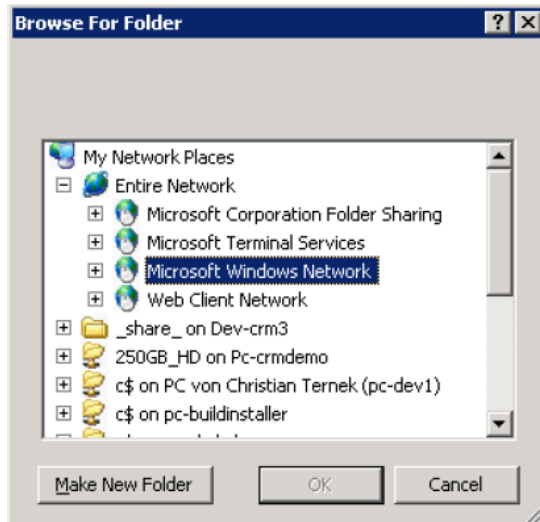 Browse For Folder
My Network Places
Entire Network
Microsoft Corporation Folder Sharing
Microsoft Terminal Services
Microsoft Windows Network
Web Client Network
_share_ on Dev-crm3
250GB_HD on Pc-crmdemo
c$ on PC von Christian Ternek (pc-dev1)
c$ on pc-buildinstaller
Make New Folder OK Cancel